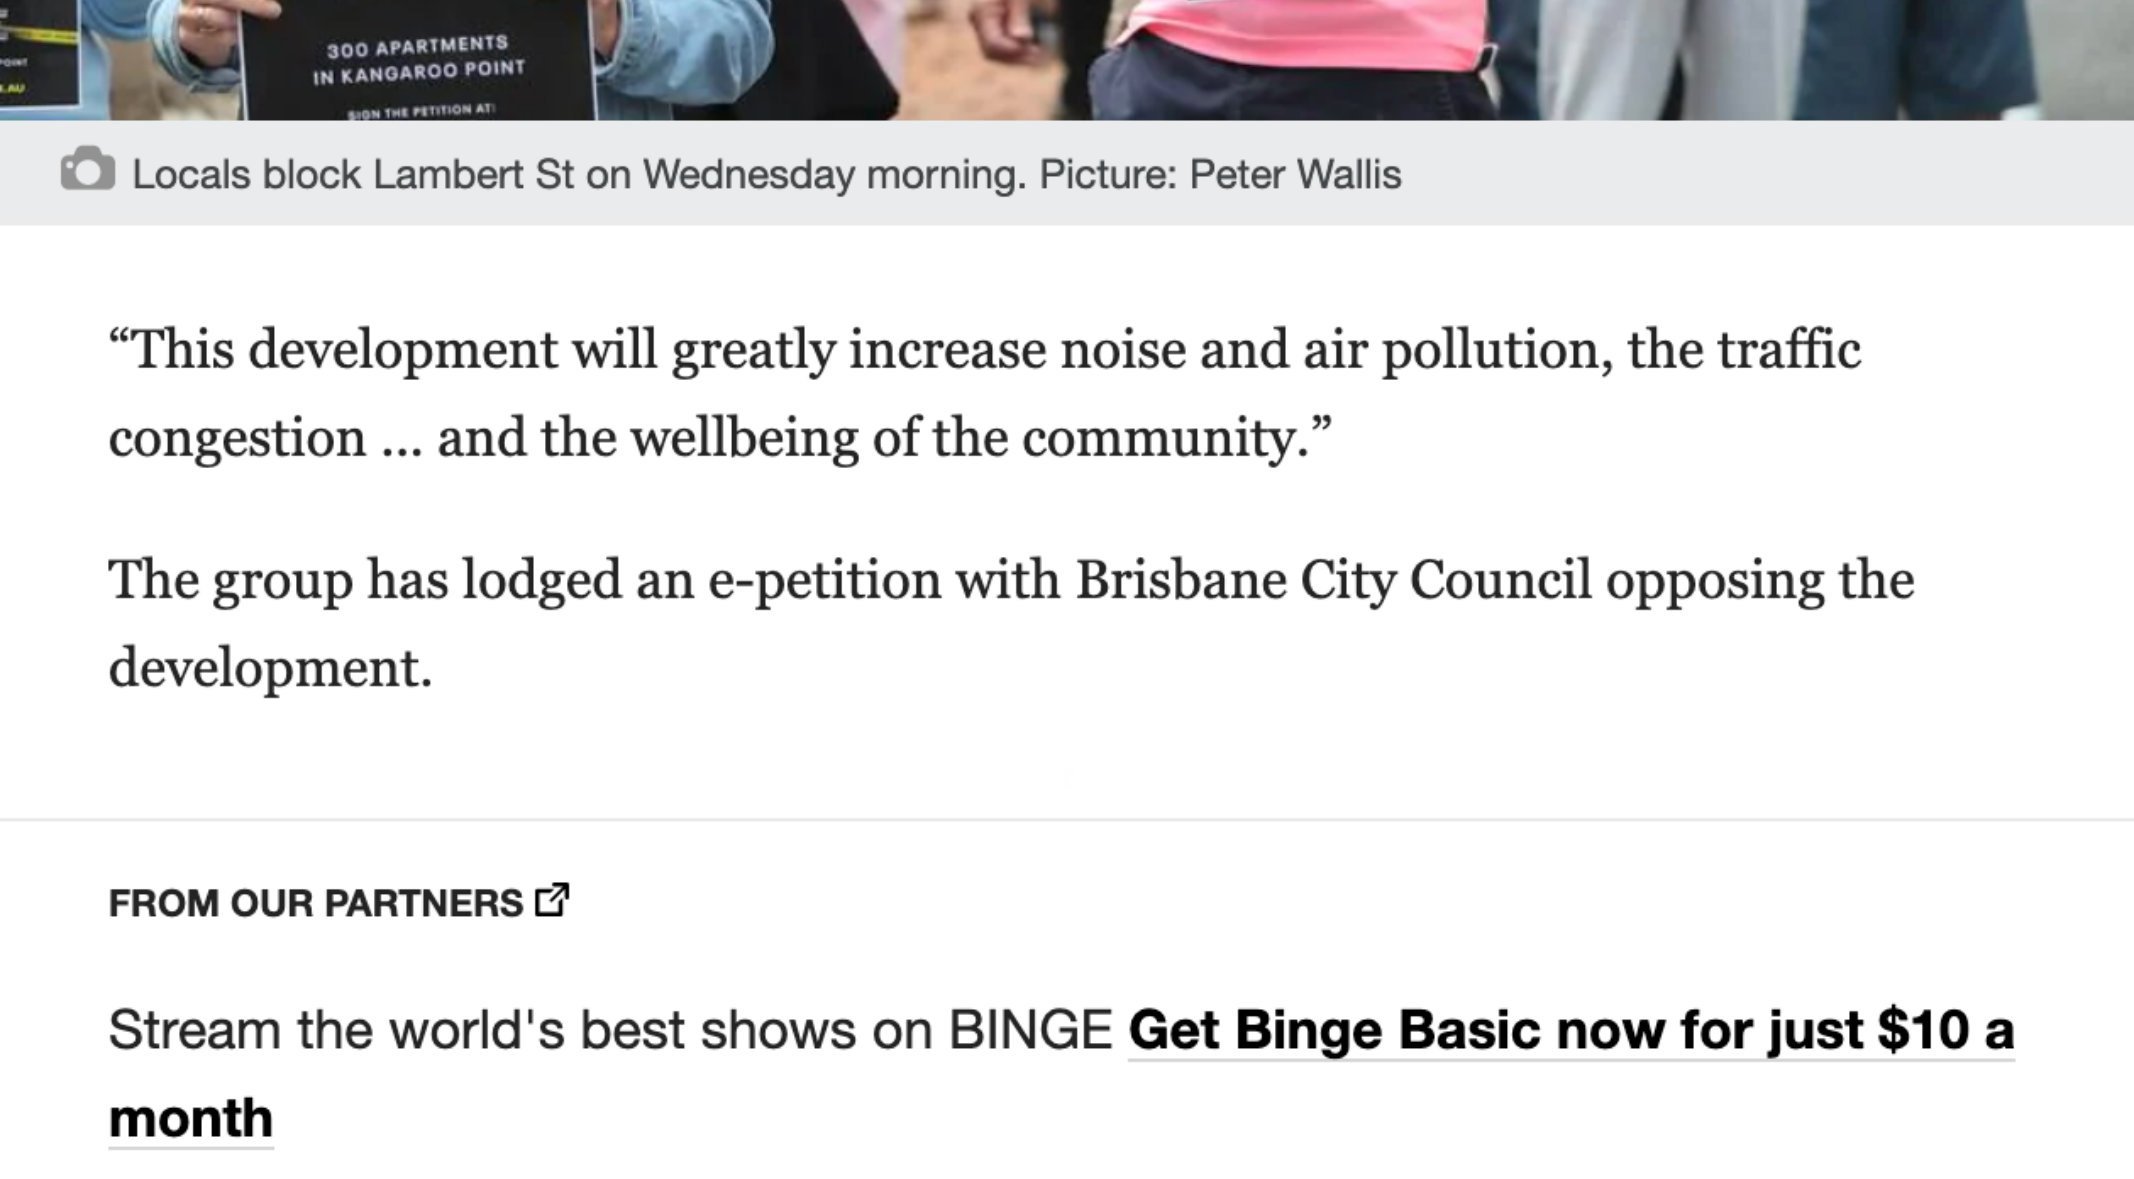 POINT
.AU
300 APARTMENTS
IN KANGAROO POINT
SIGN THE PETITION AT:
Locals block Lambert St on Wednesday morning. Picture: Peter Wallis
“This development will greatly increase noise and air pollution, the traffic
congestion ... and the wellbeing of the community.”
The group has lodged an e-petition with Brisbane City Council opposing the
development.
FROM OUR PARTNERS
Stream the world's best shows on BINGE Get Binge Basic now for just $10 a
month